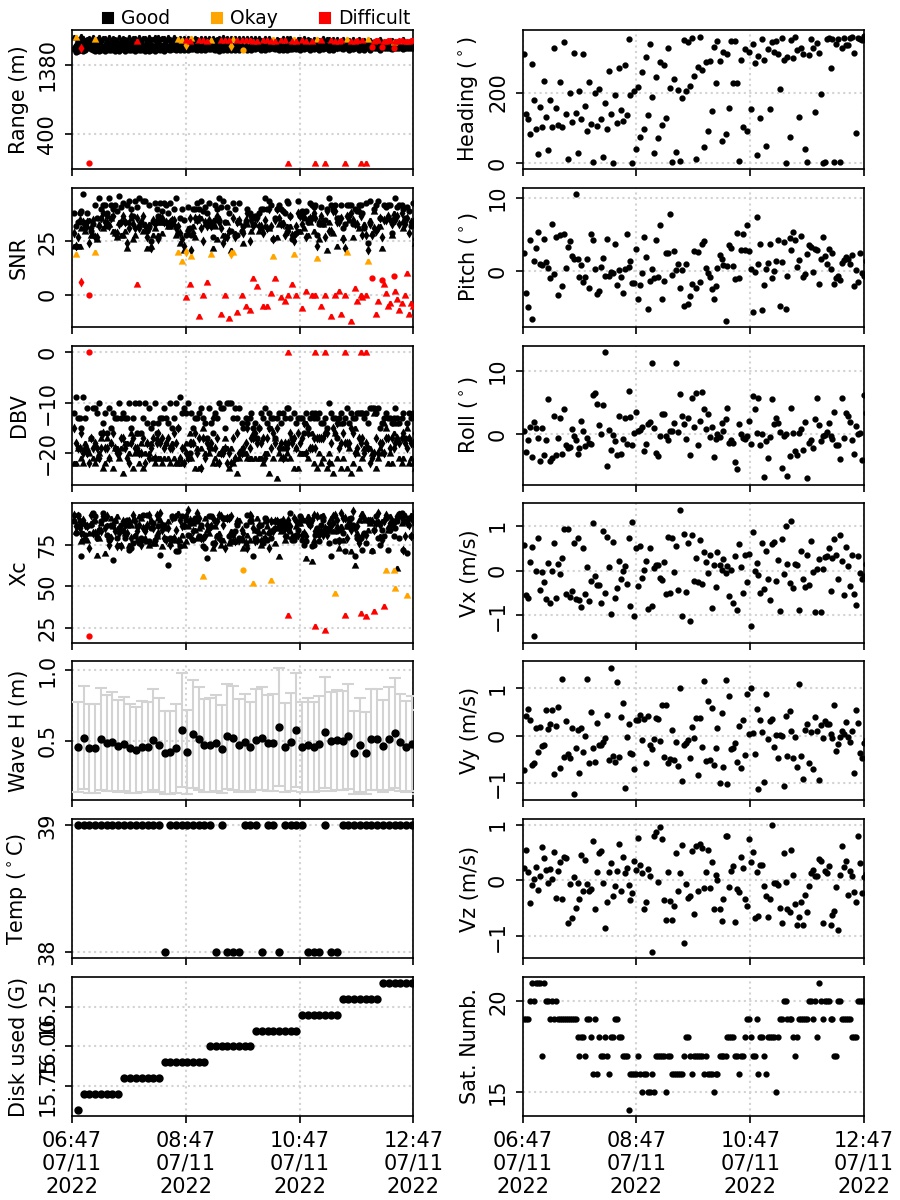 Good Okay Difficult
Range (m)
1380
400
Heading (°)
200
0
SNR
25
0
Pitch (°)
10
0
DBV
0
−10
−20
Roll (°)
10
0
Xc
75
50
25
Vx (m/s)
1
0
−1
Wave H (m)
1.0
0.5
Vy (m/s)
1
0
−1
Temp (°C)
39
38
Vz (m/s)
1
0
−1
Disk used (G)
16.25
16.00
15.75
Sat. Numb.
20
15
06:47 08:47 10:47 12:47 06:47 08:47 10:47 12:47
07/11 07/11 07/11 07/11 07/11 07/11 07/11 07/11
2022 2022 2022 2022 2022 2022 2022 2022